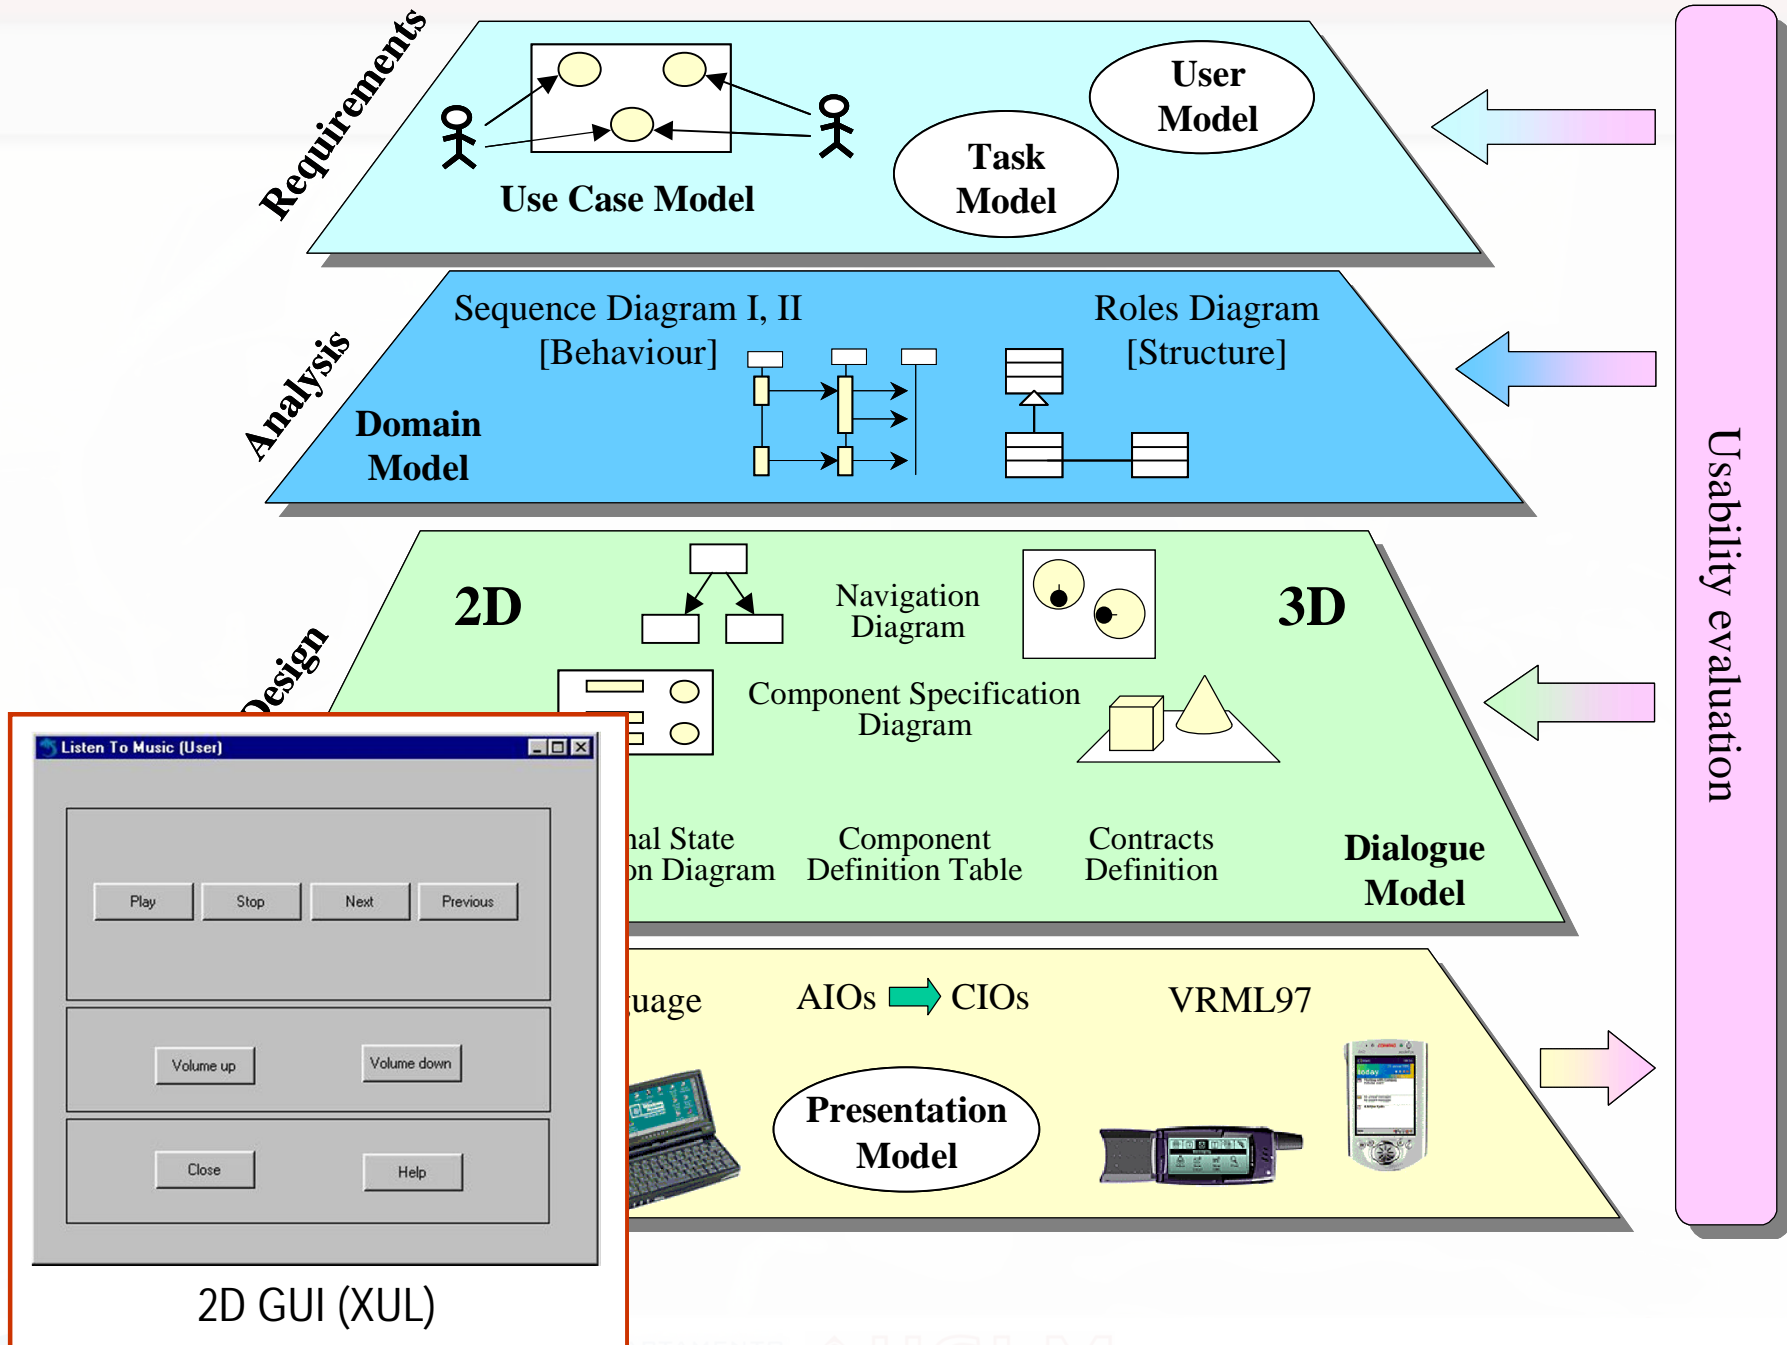 Requirements
Use Case Model
Task
Model
User
Model
Analysis
Sequence Diagram I, II
[Behaviour]
Roles Diagram
[Structure]
Domain
Model
Design
2D
Navigation
Diagram
3D
Component Specification
Diagram
nal State
on Diagram
Component
Definition Table
Contracts
Definition
Dialogue
Model
uage
AIOs
CIOs
VRML97
Presentation
Model
Usability evaluation
Listen To Music (User)
Play
Stop
Next
Previous
Volume up
Volume down
Close
Help
2D GUI (XUL)